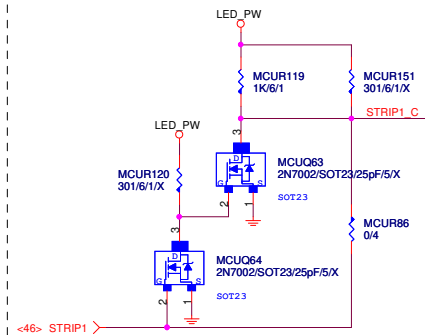 LED_PW
MCUR119
1K/6/1
MCUR151
301/6/1/X
STRIP1_C
LED_PW
3
D
G
S
MCUQ63
2N7002/SOT23/25pF/5/X
SOT23
MCUR120
301/6/1/X
2
1
MCUR86
0/4
3
D
G
S
MCUQ64
2N7002/SOT23/25pF/5/X
SOT23
2
1
<46> STRIP1